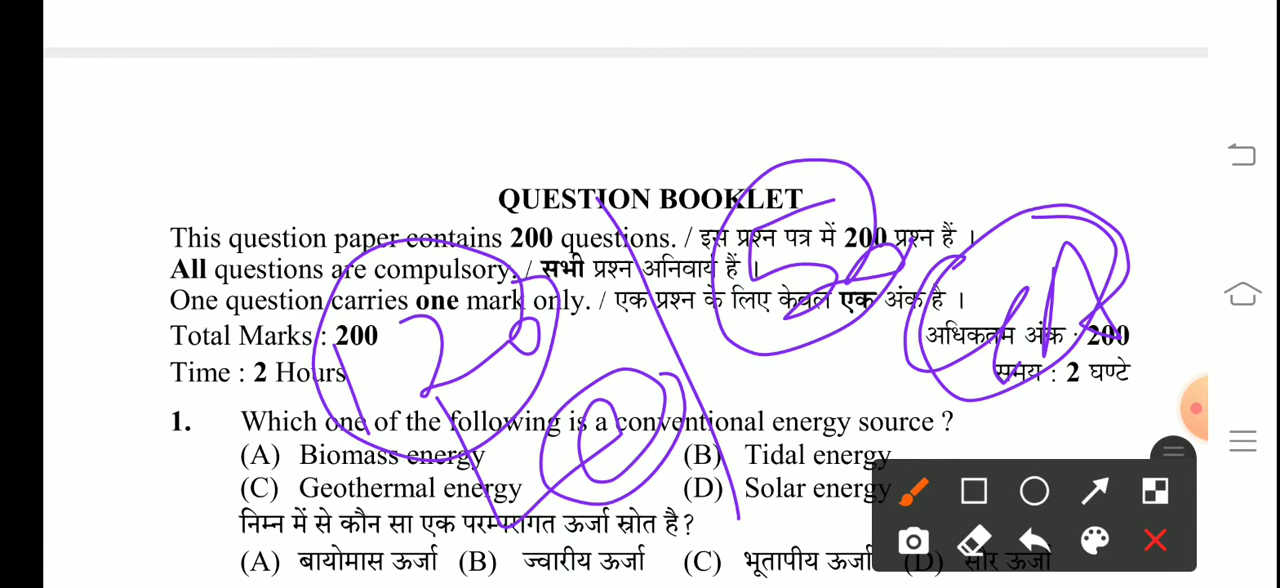 QUESTION BOOKLET
This question paper contains 200 questions. / इस प्रश्न पत्र में 200 प्रश्न हैं ।
All questions are compulsory. / सभी प्रश्न अनिवार्य हैं ।
One question carries one mark only. / एक प्रश्न के लिए केवल एक अंक है ।
Total Marks : 200 अधिकतम अंक : 200
Time : 2 Hours समय : 2 घण्टे
1. Which one of the following is a conventional energy source ?
(A) Biomass energy (B) Tidal energy
(C) Geothermal energy (D) Solar energy
निम्न में से कौन सा एक परम्परागत ऊर्जा स्रोत है?
(A) बायोमास ऊर्जा (B) ज्वारीय ऊर्जा (C) भूतापीय ऊर्जा (D) सौर ऊर्जा